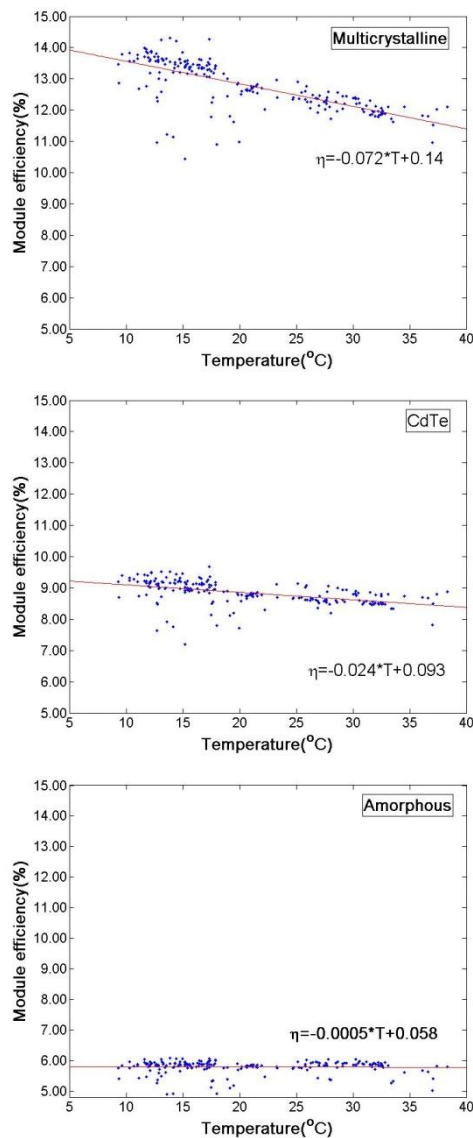 15.00
14.00
13.00
12.00
11.00
10.00
9.00
8.00
7.00
6.00
5.00
Module efficiency(%)
Multicrystalline
η=-0.072*T+0.14
5 10 15 20 25 30 35 40
Temperature(°C)
15.00
14.00
13.00
12.00
11.00
10.00
9.00
8.00
7.00
6.00
5.00
Module efficiency(%)
CdTe
η=-0.024*T+0.093
5 10 15 20 25 30 35 40
Temperature(°C)
15.00
14.00
13.00
12.00
11.00
10.00
9.00
8.00
7.00
6.00
5.00
Module efficiency(%)
Amorphous
η=-0.0005*T+0.058
5 10 15 20 25 30 35 40
Temperature(°C)